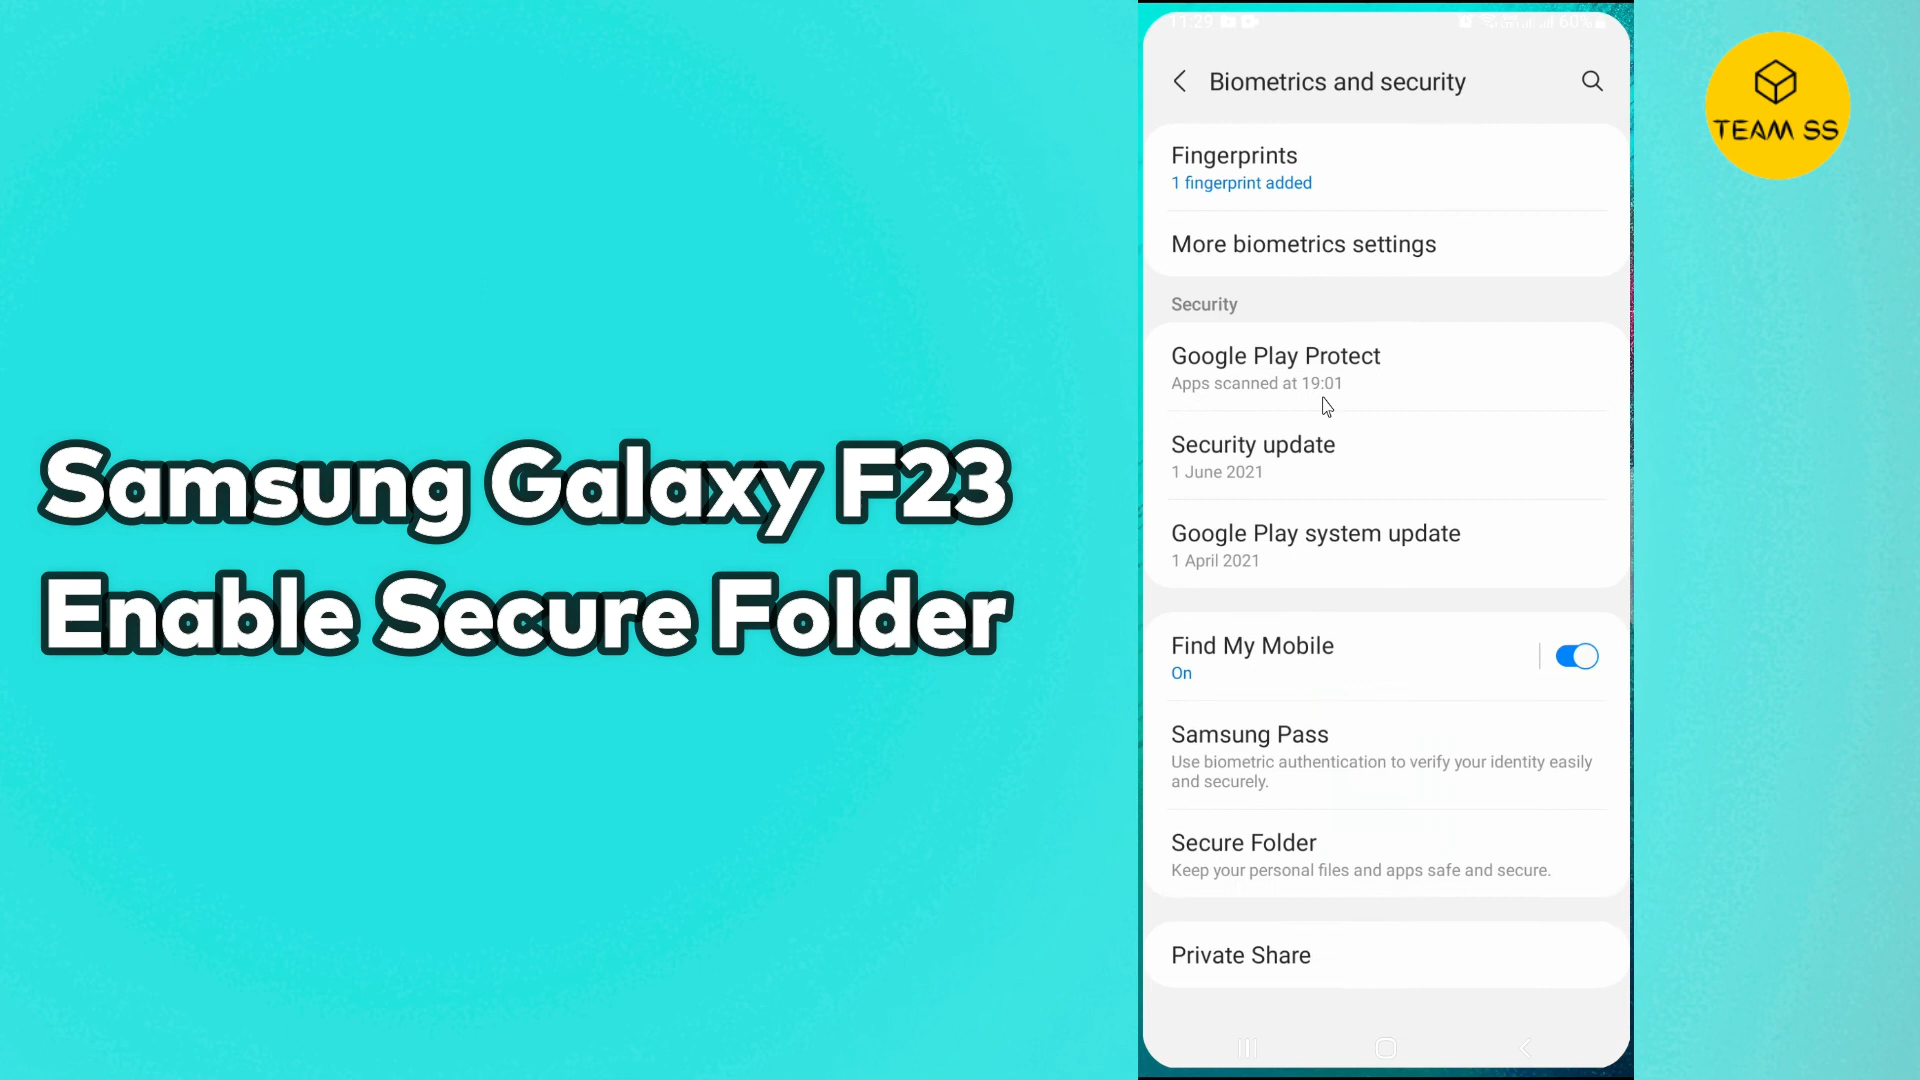 Samsung Galaxy F23
Enable Secure Folder
11:29
60%
Biometrics and security
Fingerprints
1 fingerprint added
More biometrics settings
Security
Google Play Protect
Apps scanned at 19:01
Security update
1 June 2021
Google Play system update
1 April 2021
Find My Mobile
On
Samsung Pass
Use biometric authentication to verify your identity easily
and securely.
Secure Folder
Keep your personal files and apps safe and secure.
Private Share
TEAM SS